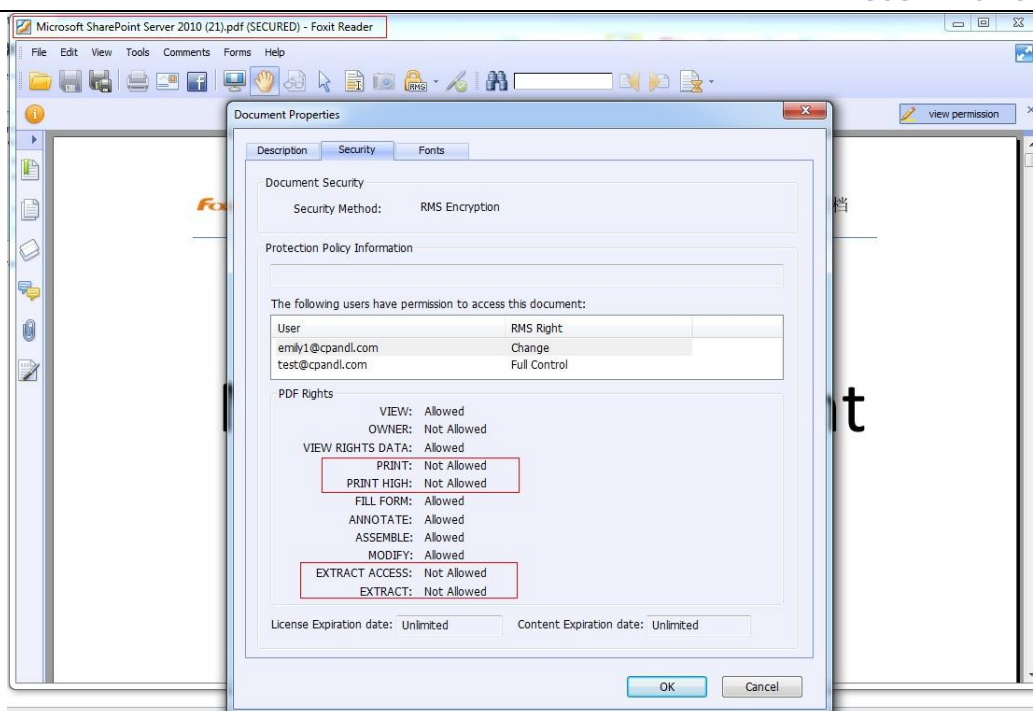 Microsoft SharePoint Server 2010 (21).pdf (SECURED) - Foxit Reader
File Edit View Tools Comments Forms Help
RMS
Document Properties
view permission
Description Security Fonts
Document Security
Security Method: RMS Encryption
档
Protection Policy Information
The following users have permission to access this document:
User RMS Right
emily1@cpandl.com Change
test@cpandl.com Full Control
PDF Rights
VIEW: Allowed
OWNER: Not Allowed
VIEW RIGHTS DATA: Allowed
PRINT: Not Allowed
PRINT HIGH: Not Allowed
FILL FORM: Allowed
ANNOTATE: Allowed
ASSEMBLE: Allowed
MODIFY: Allowed
EXTRACT ACCESS: Not Allowed
EXTRACT: Not Allowed
License Expiration date: Unlimited Content Expiration date: Unlimited
OK Cancel